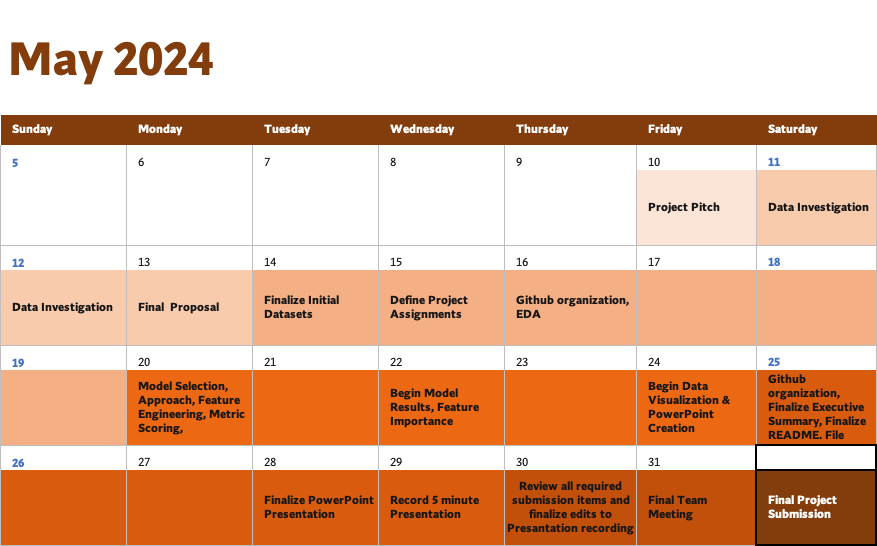 May 2024
Sunday Monday Tuesday Wednesday Thursday Friday Saturday
5 6 7 8 9 10 11
Project Pitch
Data Investigation
12 13 14 15 16 17 18
Data Investigation
Final Proposal
Finalize Initial
Datasets
Define Project
Assignments
Github organization,
EDA
19 20 21 22 23 24 25
Model Selection,
Approach, Feature
Engineering, Metric
Scoring,
Begin Model
Results, Feature
Importance
Begin Data
Visualization &
PowerPoint
Creation
Github
organization,
Finalize Executive
Summary, Finalize
README. File
26 27 28 29 30 31
Finalize PowerPoint
Presentation
Record 5 minute
Presentation
Review all required
submission items and
finalize edits to
Presantation recording
Final Team
Meeting
Final Project
Submission